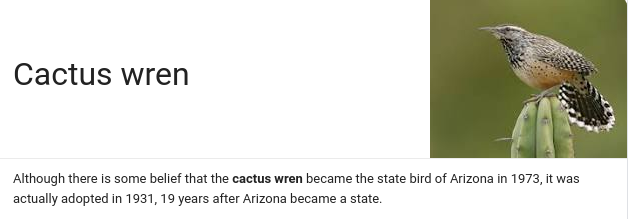 Cactus wren
Although there is some belief that the cactus wren became the state bird of Arizona in 1973, it was
actually adopted in 1931, 19 years after Arizona became a state.